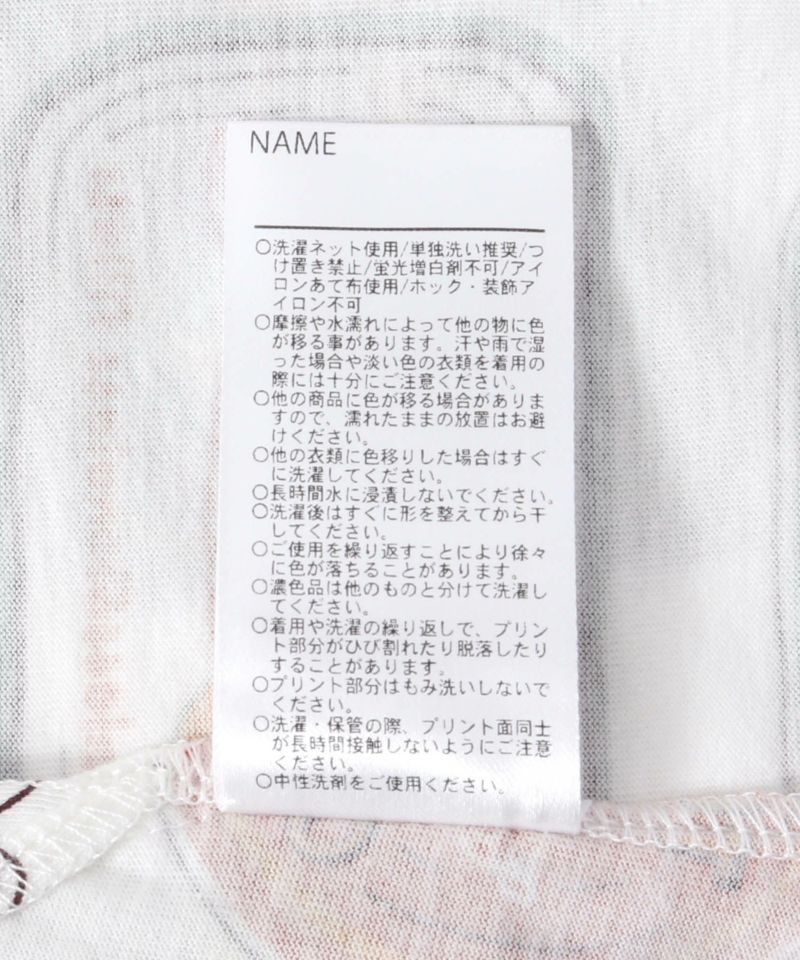 NAME
○洗濯ネット使用/単独洗い推奨/つ
け置き禁止/蛍光増白剤不可/アイ
ロンあて布使用/ホック・装飾ア
イロン不可
○摩擦や水濡れによって他の物に色
が移る事があります。汗や雨で湿
った場合や淡い色の衣類を着用の
際には十分にご注意ください。
○他の商品に色が移る場合がありま
すので、濡れたままの放置はお避
けください。
○他の衣類に色移りした場合はすぐ
に洗濯してください。
○長時間水に浸漬しないでください。
○洗濯後はすぐに形を整えてから干
してください。
○ご使用を繰り返すことにより徐々
に色が落ちることがあります。
○濃色品は他のものと分けて洗濯し
てください。
○着用や洗濯の繰り返しで、プリン
ト部分がひび割れたり脱落したり
することがあります。
○プリント部分はもみ洗いしないで
ください。
○洗濯・保管の際、プリント面同士
が長時間接触しないようにご注意
ください。
○中性洗剤をご使用ください。